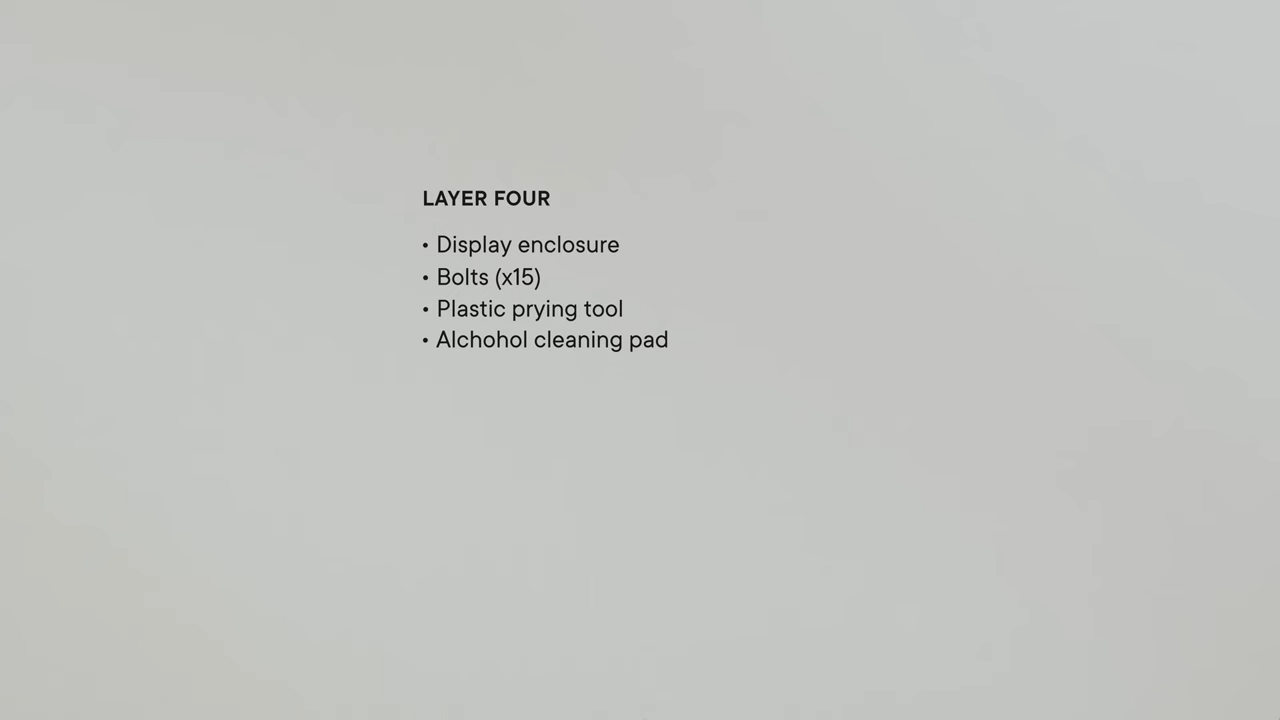 LAYER FOUR
• Display enclosure
• Bolts (x15)
• Plastic prying tool
• Alchohol cleaning pad